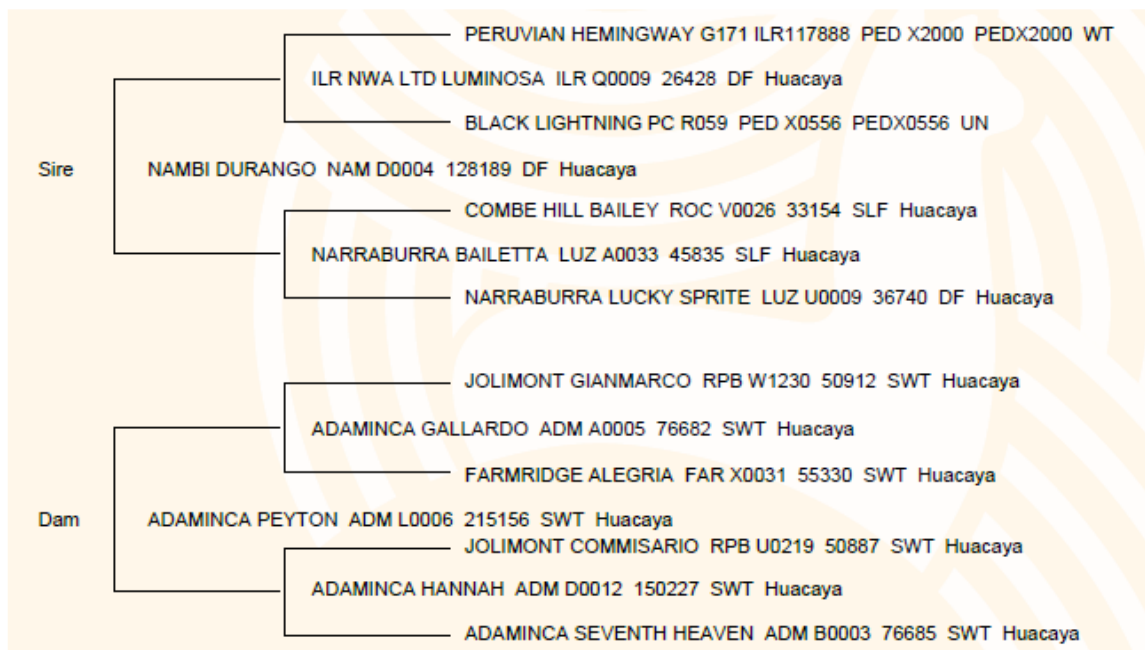 PERUVIAN HEMINGWAY G171 ILR117888 PED X2000 PEDX2000 WT
ILR NWA LTD LUMINOSA ILR Q0009 26428 DF Huacaya
BLACK LIGHTNING PC R059 PED X0556 PEDX0556 UN
Sire NAMBI DURANGO NAM D0004 128189 DF Huacaya
COMBE HILL BAILEY ROC V0026 33154 SLF Huacaya
NARRABURRA BAILETTA LUZ A0033 45835 SLF Huacaya
NARRABURRA LUCKY SPRITE LUZ U0009 36740 DF Huacaya
JOLIMONT GIANMARCO RPB W1230 50912 SWT Huacaya
ADAMINCA GALLARDO ADM A0005 76682 SWT Huacaya
FARMRIDGE ALEGRIA FAR X0031 55330 SWT Huacaya
Dam ADAMINCA PEYTON ADM L0006 215156 SWT Huacaya
JOLIMONT COMMISARIO RPB U0219 50887 SWT Huacaya
ADAMINCA HANNAH ADM D0012 150227 SWT Huacaya
ADAMINCA SEVENTH HEAVEN ADM B0003 76685 SWT Huacaya